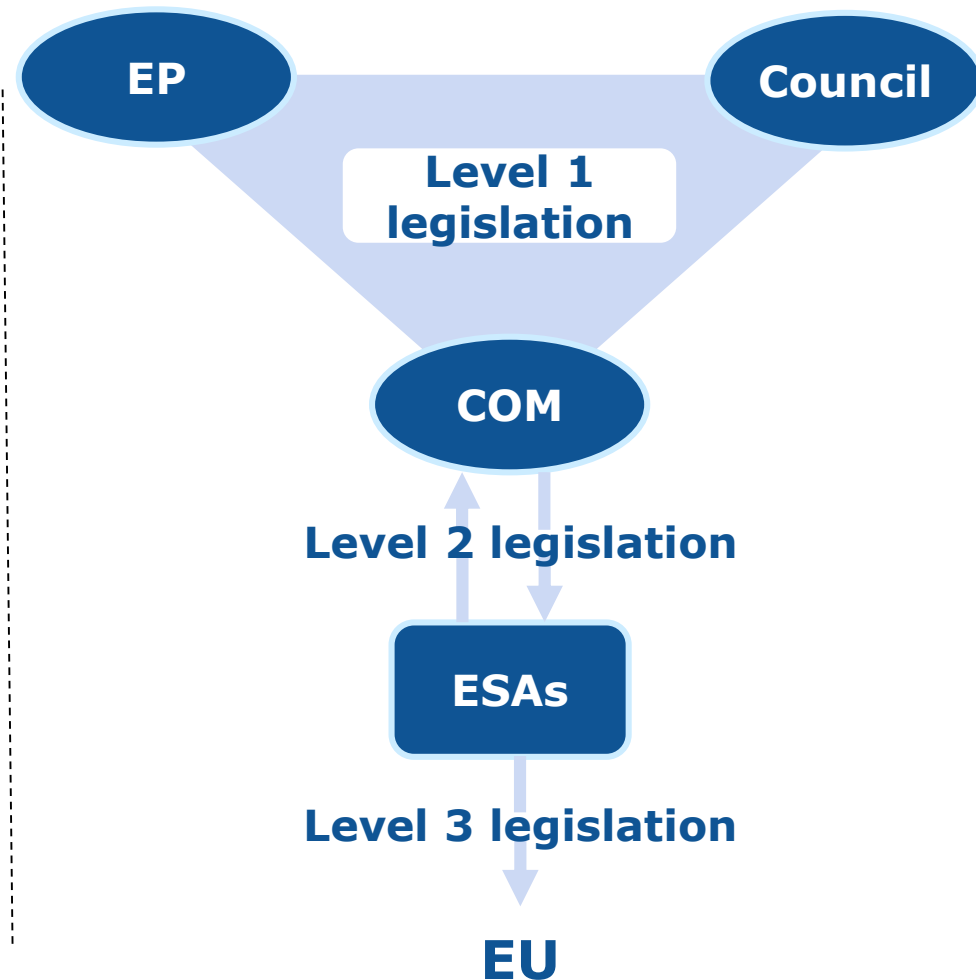 EP
Council
Level 1
legislation
COM
Level 2 legislation
ESAs
Level 3 legislation
EU